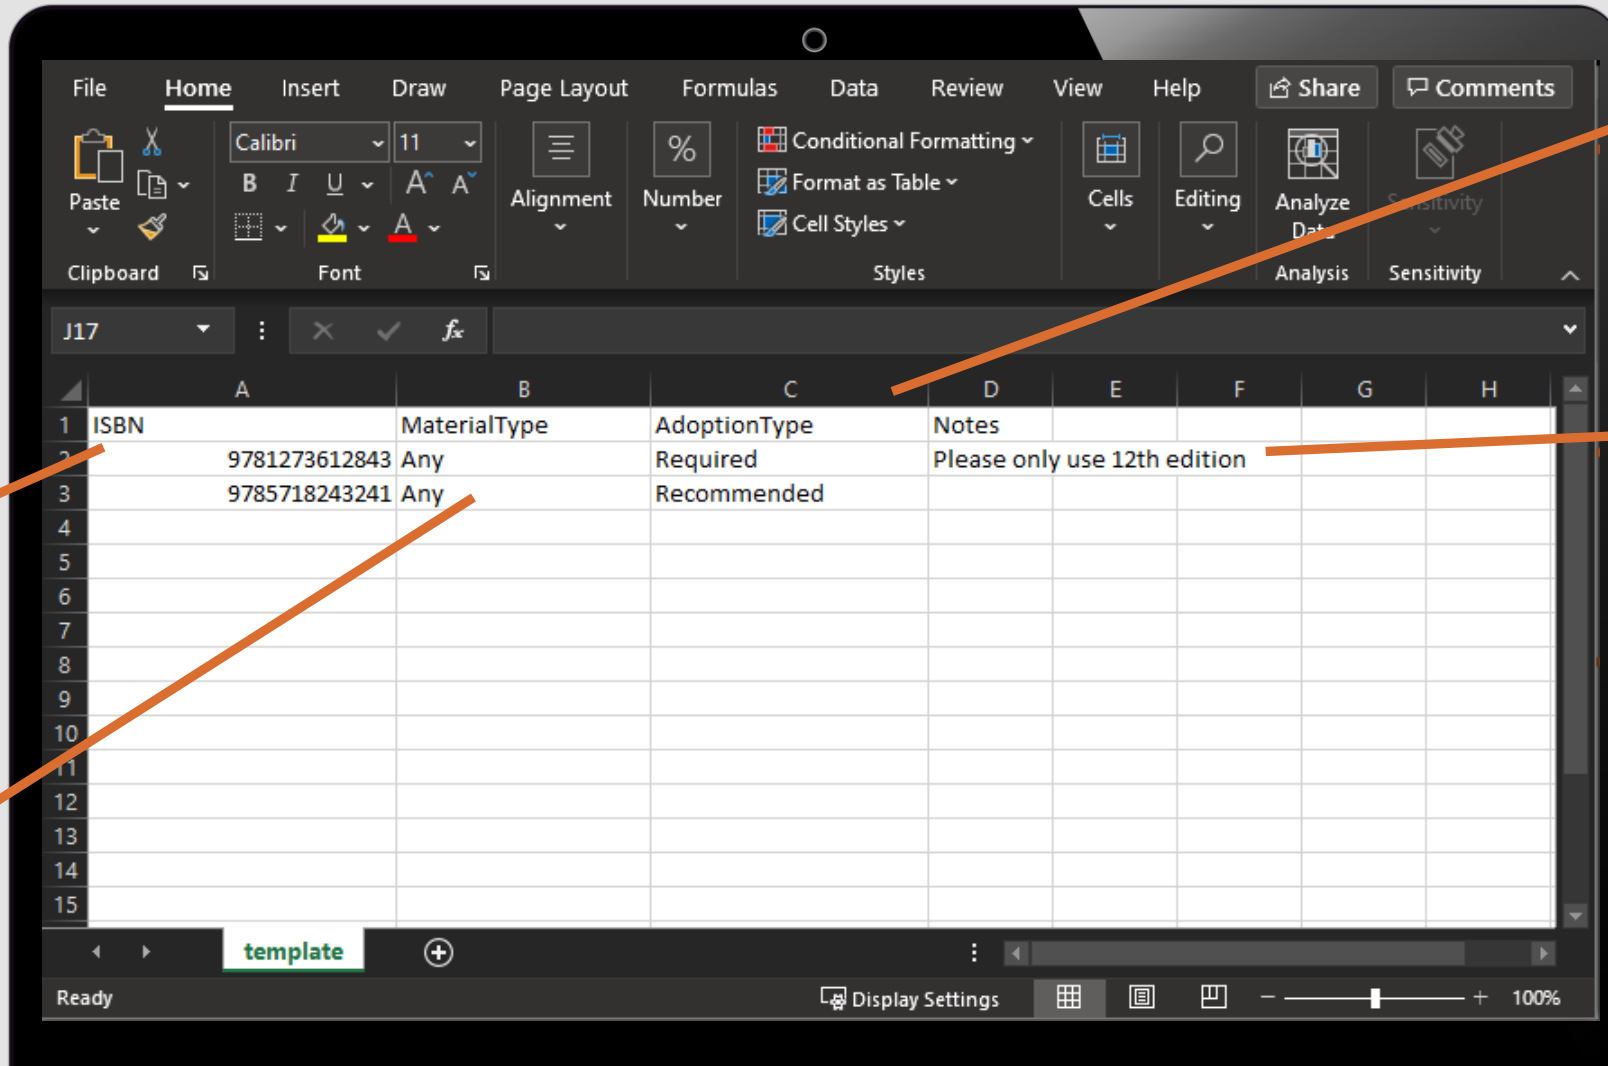 File Home Insert Draw Page Layout Formulas Data Review View Help Share Comments
Calibri 11
Conditional Formatting
B I U A A
Format as Table
Paste Alignment Number Cells Editing Analyze Data Sensitivity
A
Cell Styles
Clipboard Font Styles Analysis Sensitivity
J17 fx
A B C D E F G H
1 ISBN MaterialType AdoptionType Notes
2 9781273612843 Any Required Please only use 12th edition
3 9785718243241 Any Recommended
4
5
6
7
8
9
10
11
12
13
14
15
template
Ready Display Settings 100%